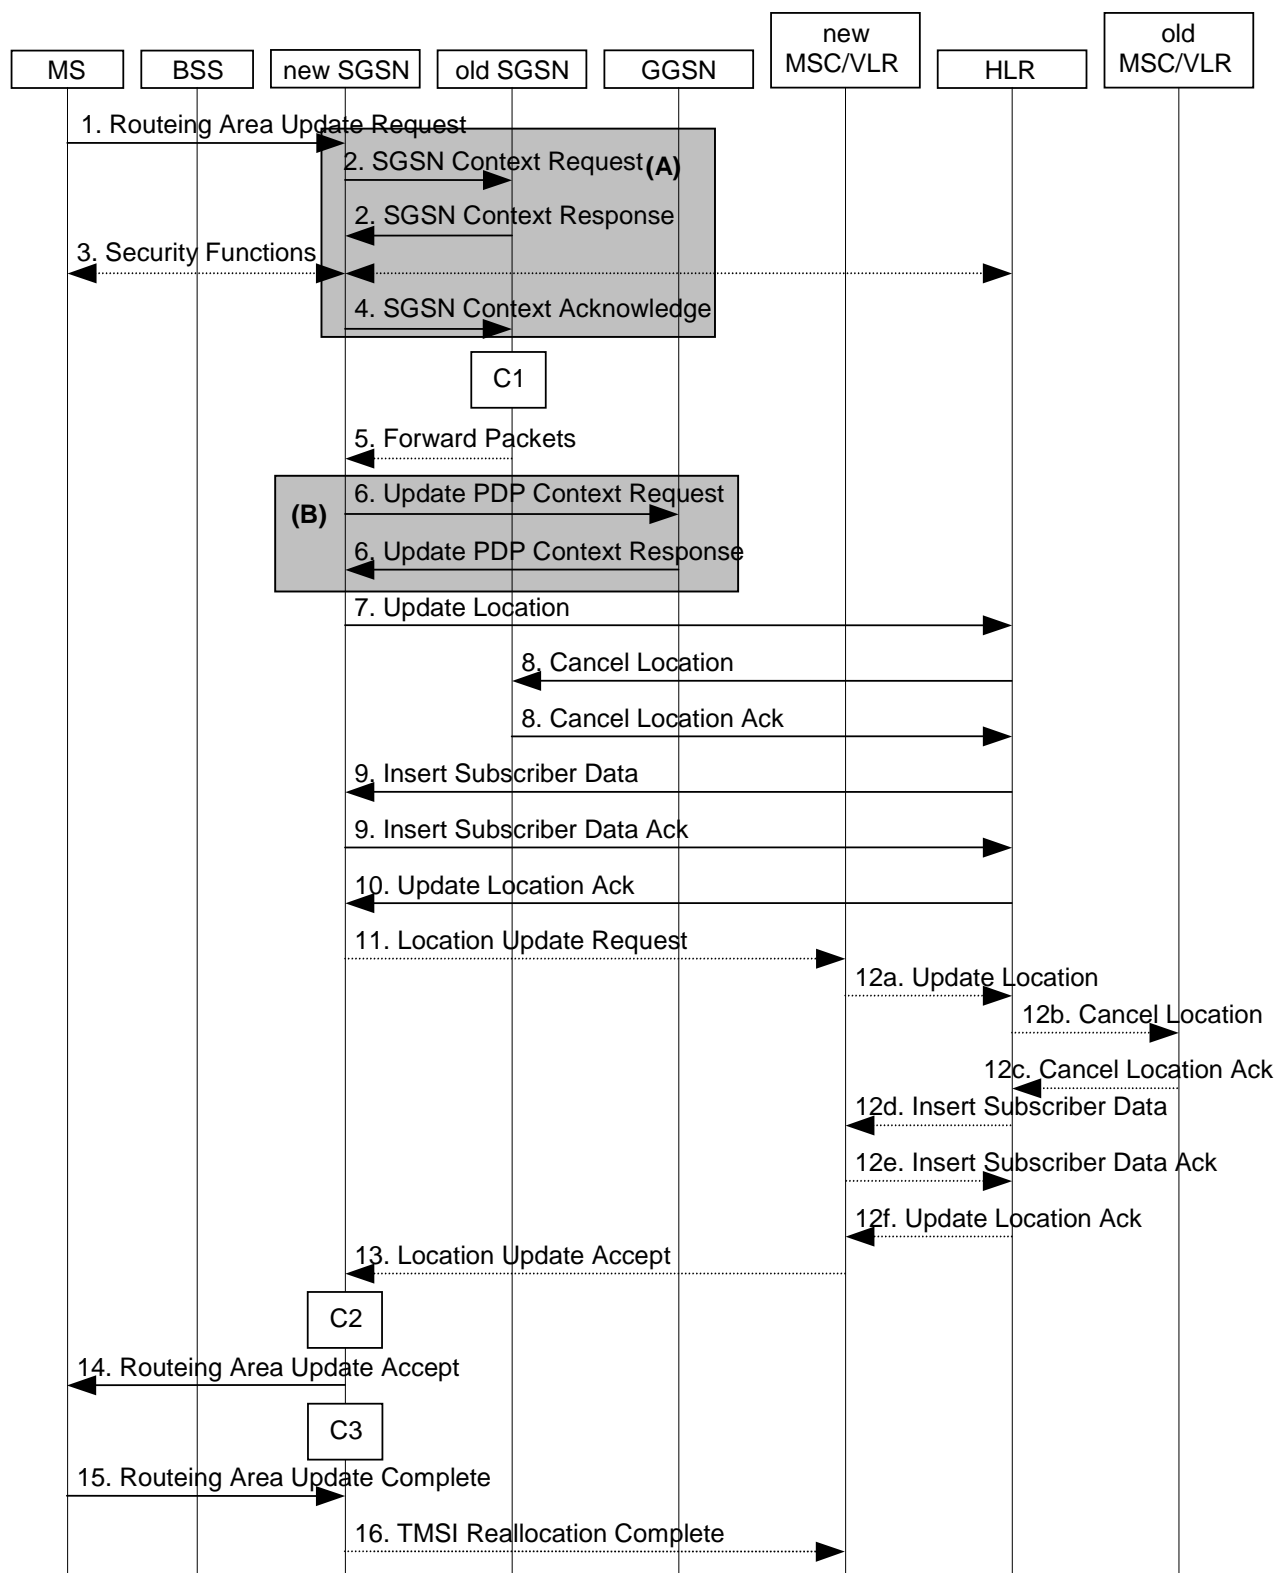 new
MSC/VLR
old
MSC/VLR
MS
BSS
new SGSN
old SGSN
GGSN
HLR
1. Routeing Area Update Request
2. SGSN Context Request
(A)
2. SGSN Context Response
3. Security Functions
4. SGSN Context Acknowledge
C1
5. Forward Packets
6. Update PDP Context Request
(B)
6. Update PDP Context Response
7. Update Location
8. Cancel Location
8. Cancel Location Ack
9. Insert Subscriber Data
9. Insert Subscriber Data Ack
10. Update Location Ack
11. Location Update Request
12a. Update Location
12b. Cancel Location
12c. Cancel Location Ack
12d. Insert Subscriber Data
12e. Insert Subscriber Data Ack
12f. Update Location Ack
13. Location Update Accept
C2
14. Routeing Area Update Accept
C3
15. Routeing Area Update Complete
16. TMSI Reallocation Complete